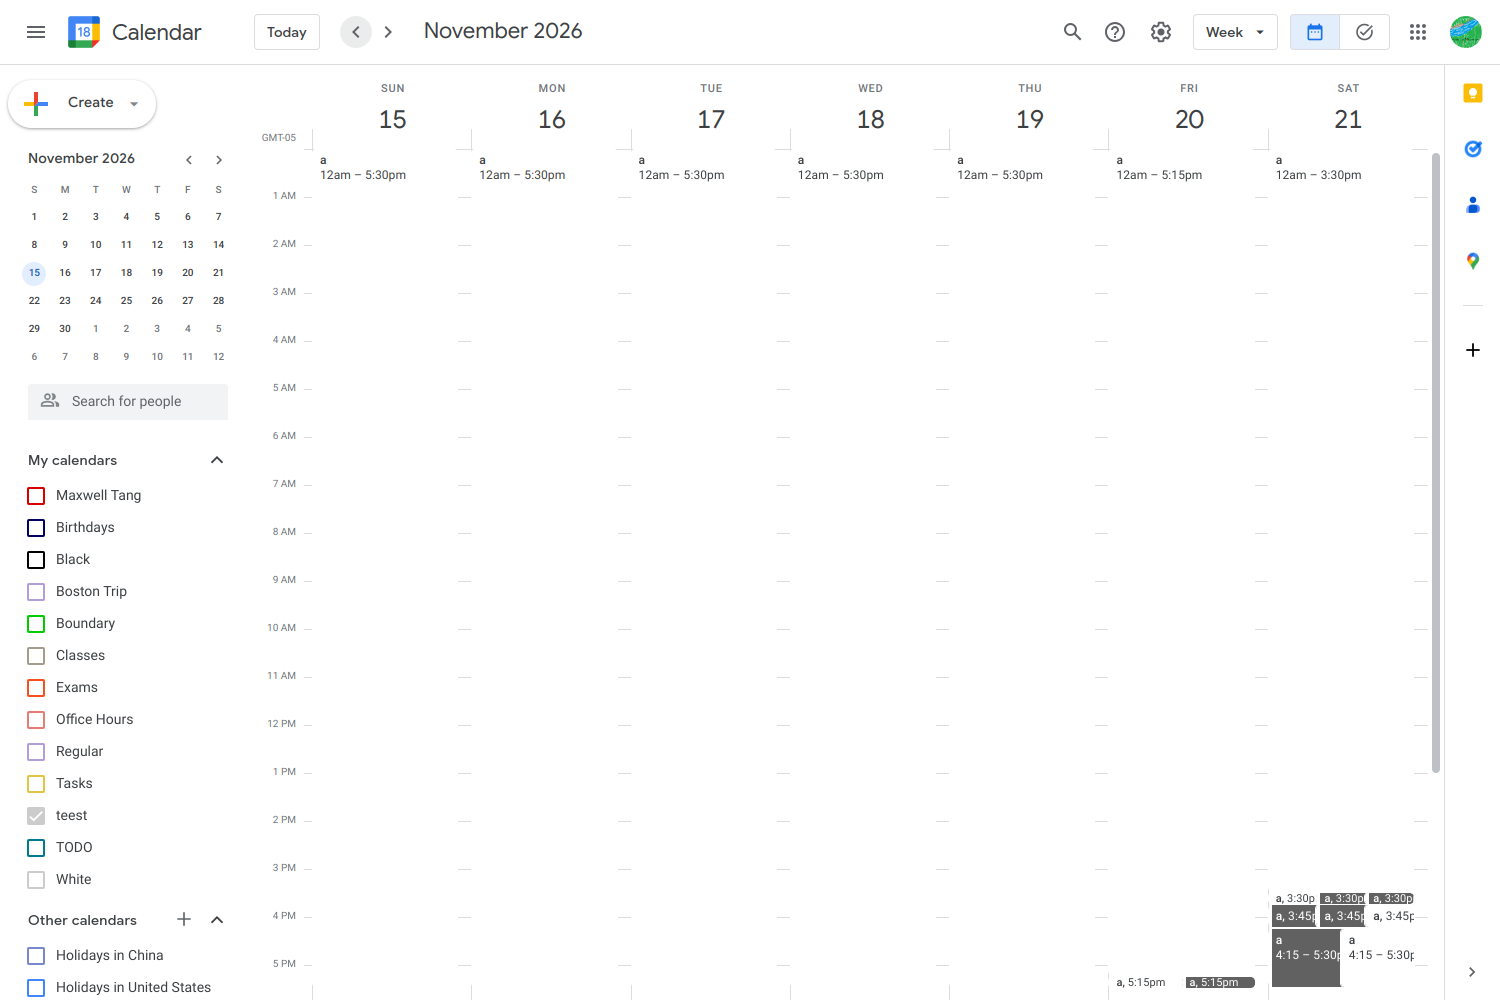 18 Calendar Today November 2026 Week
Create
November 2026
S M T W T F S
1 2 3 4 5 6 7
8 9 10 11 12 13 14
15 16 17 18 19 20 21
22 23 24 25 26 27 28
29 30 1 2 3 4 5
6 7 8 9 10 11 12
Search for people
My calendars
Maxwell Tang
Birthdays
Black
Boston Trip
Boundary
Classes
Exams
Office Hours
Regular
Tasks
teest
TODO
White
Other calendars
Holidays in China
Holidays in United States
SUN MON TUE WED THU FRI SAT
15 16 17 18 19 20 21
GMT-05
a a a a a a a
12am – 5:30pm 12am – 5:30pm 12am – 5:30pm 12am – 5:30pm 12am – 5:30pm 12am – 5:15pm 12am – 3:30pm
1 AM
2 AM
3 AM
4 AM
5 AM
6 AM
7 AM
8 AM
9 AM
10 AM
11 AM
12 PM
1 PM
2 PM
3 PM
a, 3:30p a, 3:30p a, 3:30p
4 PM a, 3:45p a, 3:45p a, 3:45p
a a
4:15 – 5:30p 4:15 – 5:30p
5 PM
a, 5:15pm a, 5:15pm